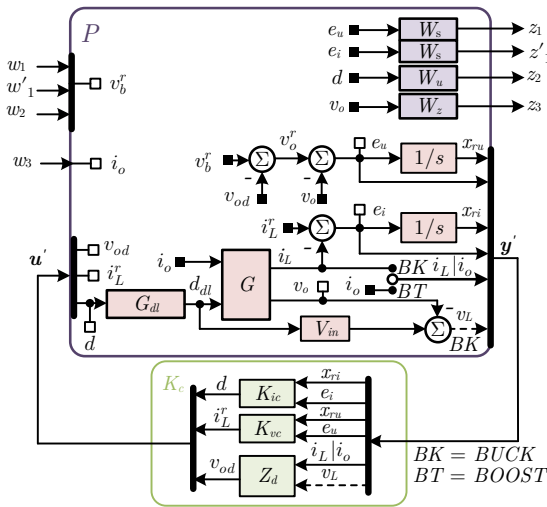 P
e_u W_s z_1
e_i W_s z'_1
d W_u z_2
v_o W_z z_3
w_1
w'_1
w_2
v_b^r
w_3 i_o
v_b^r Σ - v_od v_o^r Σ - v_o e_u 1/s x_ru
i_L^r Σ - e_i 1/s x_ri
u' v_od
i_L^r
d
G_dl d_dl
i_o G i_L v_o
BK i_L|i_o
i_o BT
V_in Σ - v_L
BK
y'
K_c
d K_ic x_ri
e_i
i_L^r K_vc x_ru
e_u
v_od Z_d i_L|i_o
v_L
BK = BUCK
BT = BOOST